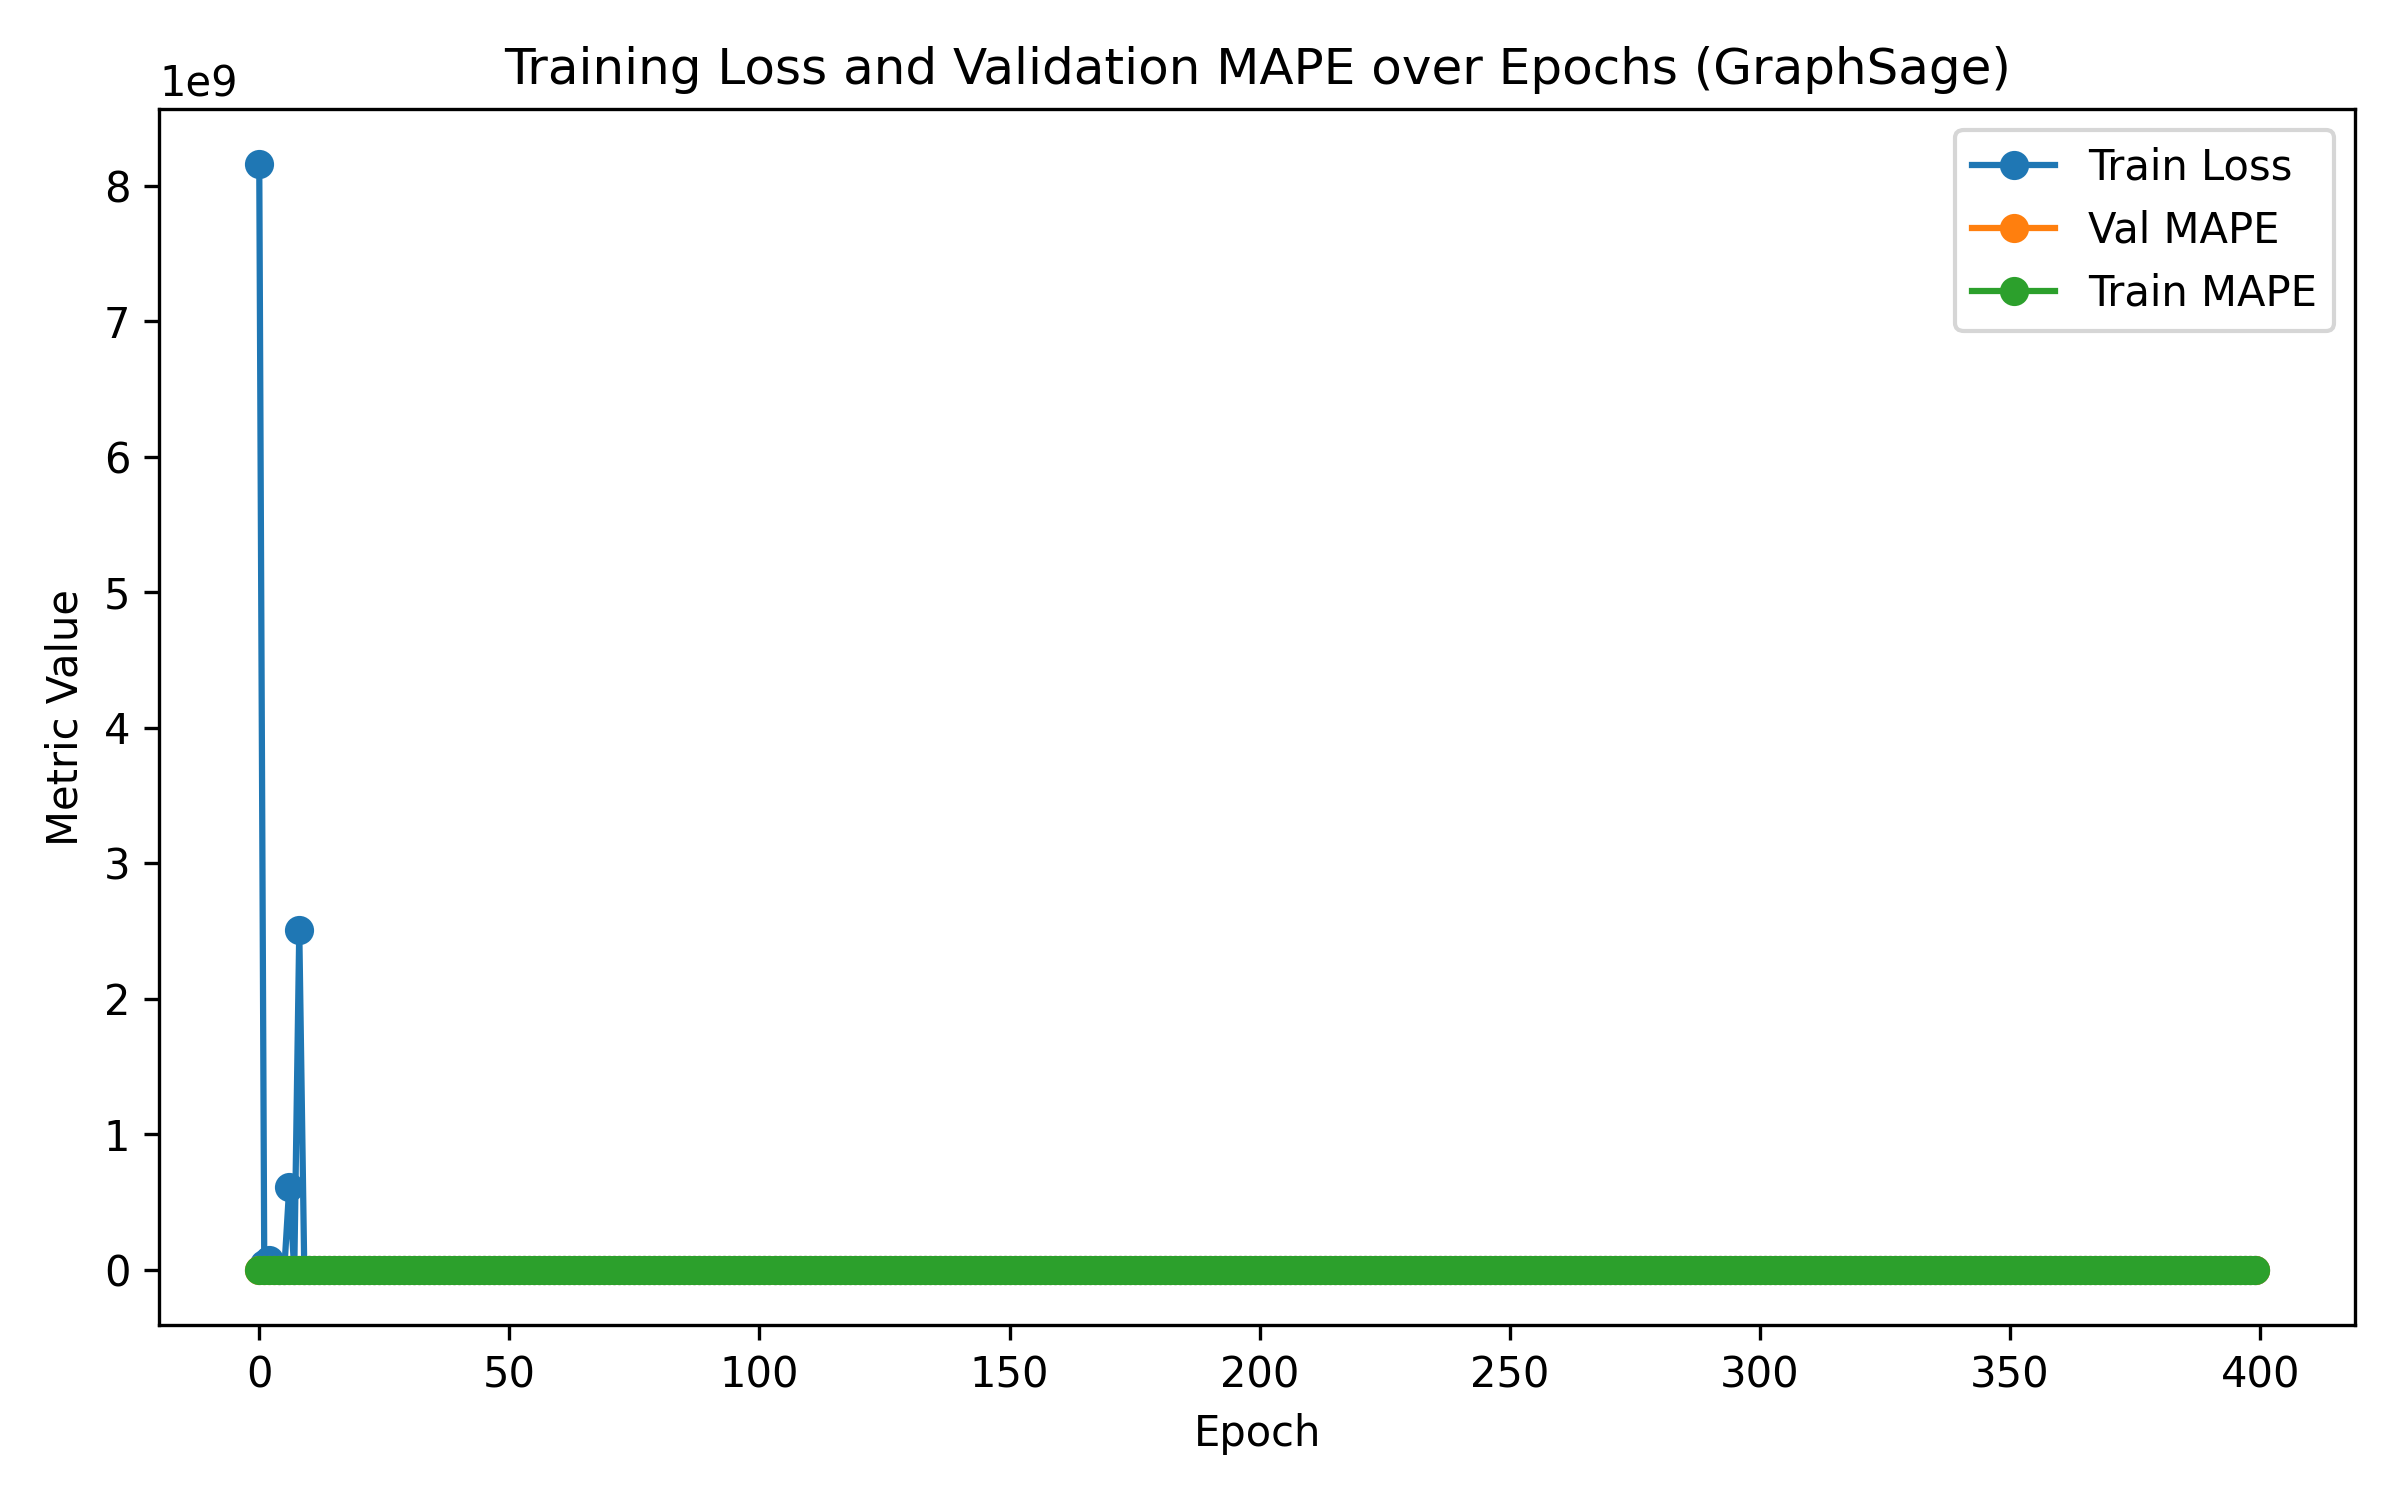 Training Loss and Validation MAPE over Epochs (GraphSage)
1e9
Train Loss
Val MAPE
Train MAPE
8
7
6
5
4
3
2
1
0
Metric Value
0 50 100 150 200 250 300 350 400
Epoch